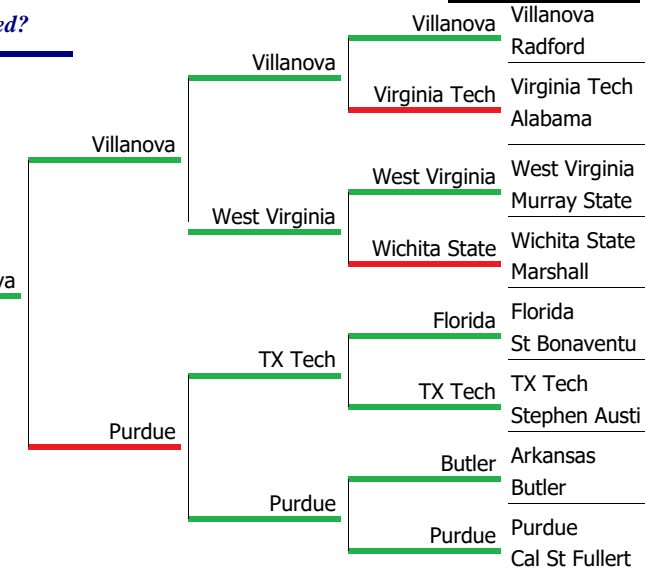 Villanova
Villanova
Radford
Villanova
Virginia Tech
Virginia Tech
Alabama
Villanova
West Virginia
West Virginia
Murray State
West Virginia
Wichita State
Wichita State
Marshall
Florida
Florida
St Bonaventu
TX Tech
TX Tech
TX Tech
Stephen Austi
Purdue
Butler
Arkansas
Butler
Purdue
Purdue
Purdue
Cal St Fullert